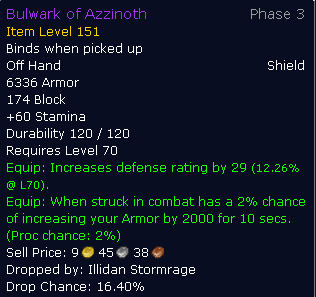 Bulwark of Azzinoth Phase 3
Item Level 151
Binds when picked up
Off Hand Shield
6336 Armor
174 Block
+60 Stamina
Durability 120 / 120
Requires Level 70
Equip: Increases defense rating by 29 (12.26%
@ L70).
Equip: When struck in combat has a 2% chance
of increasing your Armor by 2000 for 10 secs.
(Proc chance: 2%)
Sell Price: 9 45 38
Dropped by: Illidan Stormrage
Drop Chance: 16.40%